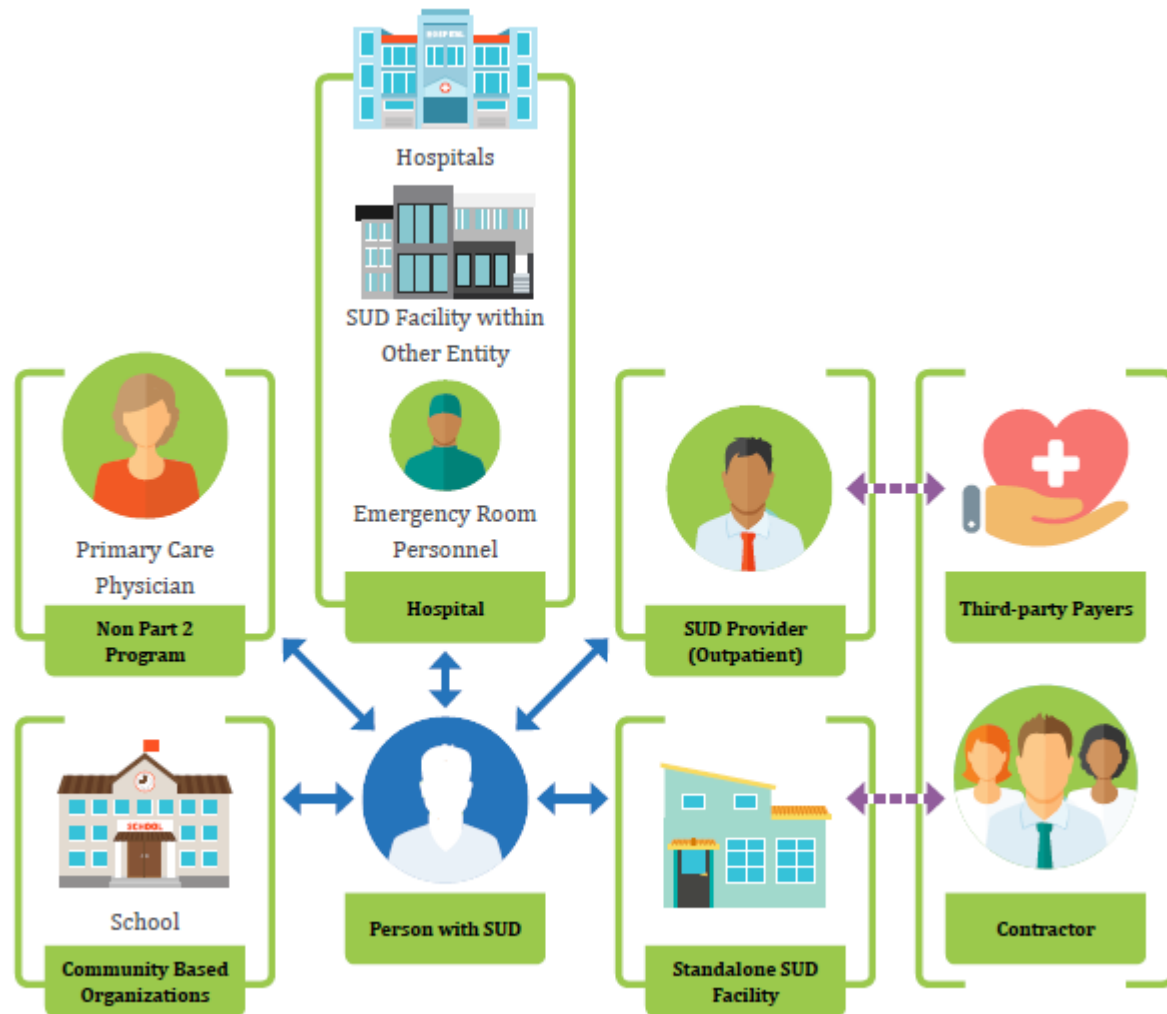 HOSPITAL
Hospitals
SUD Facility within
Other Entity
Emergency Room
Personnel
Hospital
Primary Care
Physician
Non Part 2
Program
SUD Provider
(Outpatient)
Third-party Payers
SCHOOL
School
Community Based
Organizations
Person with SUD
Standalone SUD
Facility
Contractor